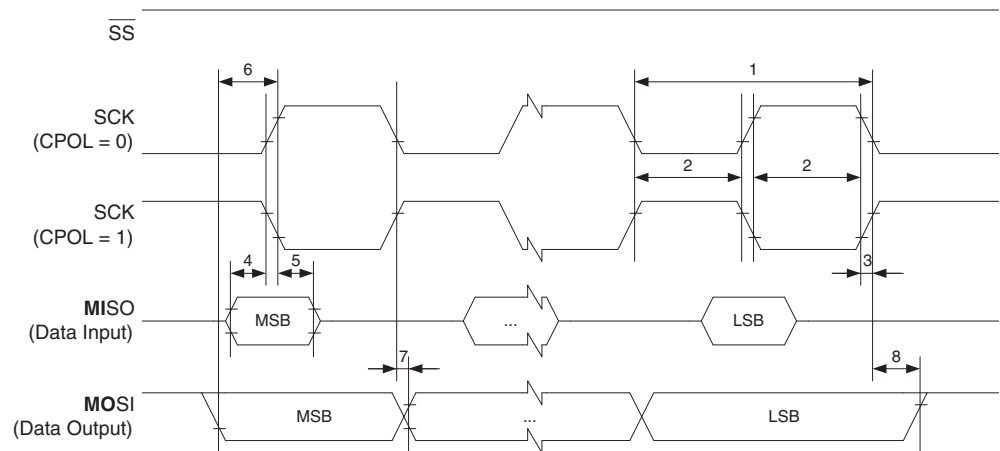 SS
6
1
SCK
(CPOL = 0)
2
2
SCK
(CPOL = 1)
4
5
3
MISO
(Data Input)
MSB
...
LSB
7
8
MOSI
(Data Output)
MSB
...
LSB